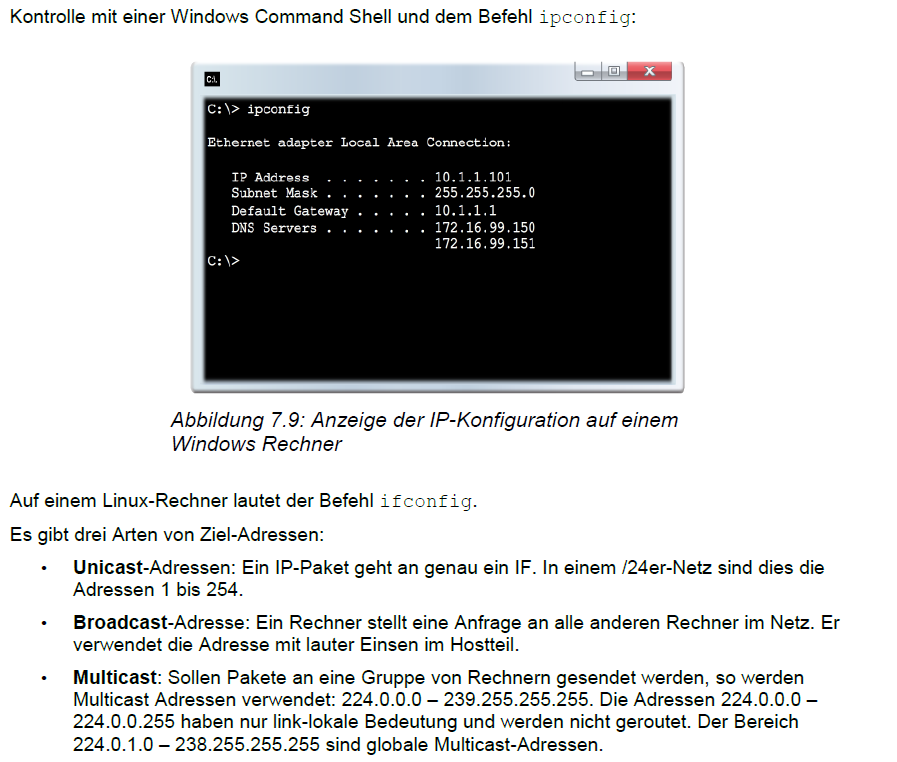 Kontrolle mit einer Windows Command Shell und dem Befehl ipconfig:
C:\.
C:\> ipconfig
Ethernet adapter Local Area Connection:
IP Address . . . . . . . 10.1.1.101
Subnet Mask . . . . . . . 255.255.255.0
Default Gateway . . . . . 10.1.1.1
DNS Servers . . . . . . . 172.16.99.150
172.16.99.151
C:\>
Abbildung 7.9: Anzeige der IP-Konfiguration auf einem
Windows Rechner
Auf einem Linux-Rechner lautet der Befehl ifconfig.
Es gibt drei Arten von Ziel-Adressen:
• Unicast-Adressen: Ein IP-Paket geht an genau ein IF. In einem /24er-Netz sind dies die
Adressen 1 bis 254.
• Broadcast-Adresse: Ein Rechner stellt eine Anfrage an alle anderen Rechner im Netz. Er
verwendet die Adresse mit lauter Einsen im Hostteil.
• Multicast: Sollen Pakete an eine Gruppe von Rechnern gesendet werden, so werden
Multicast Adressen verwendet: 224.0.0.0 – 239.255.255.255. Die Adressen 224.0.0.0 –
224.0.0.255 haben nur link-lokale Bedeutung und werden nicht geroutet. Der Bereich
224.0.1.0 – 238.255.255.255 sind globale Multicast-Adressen.